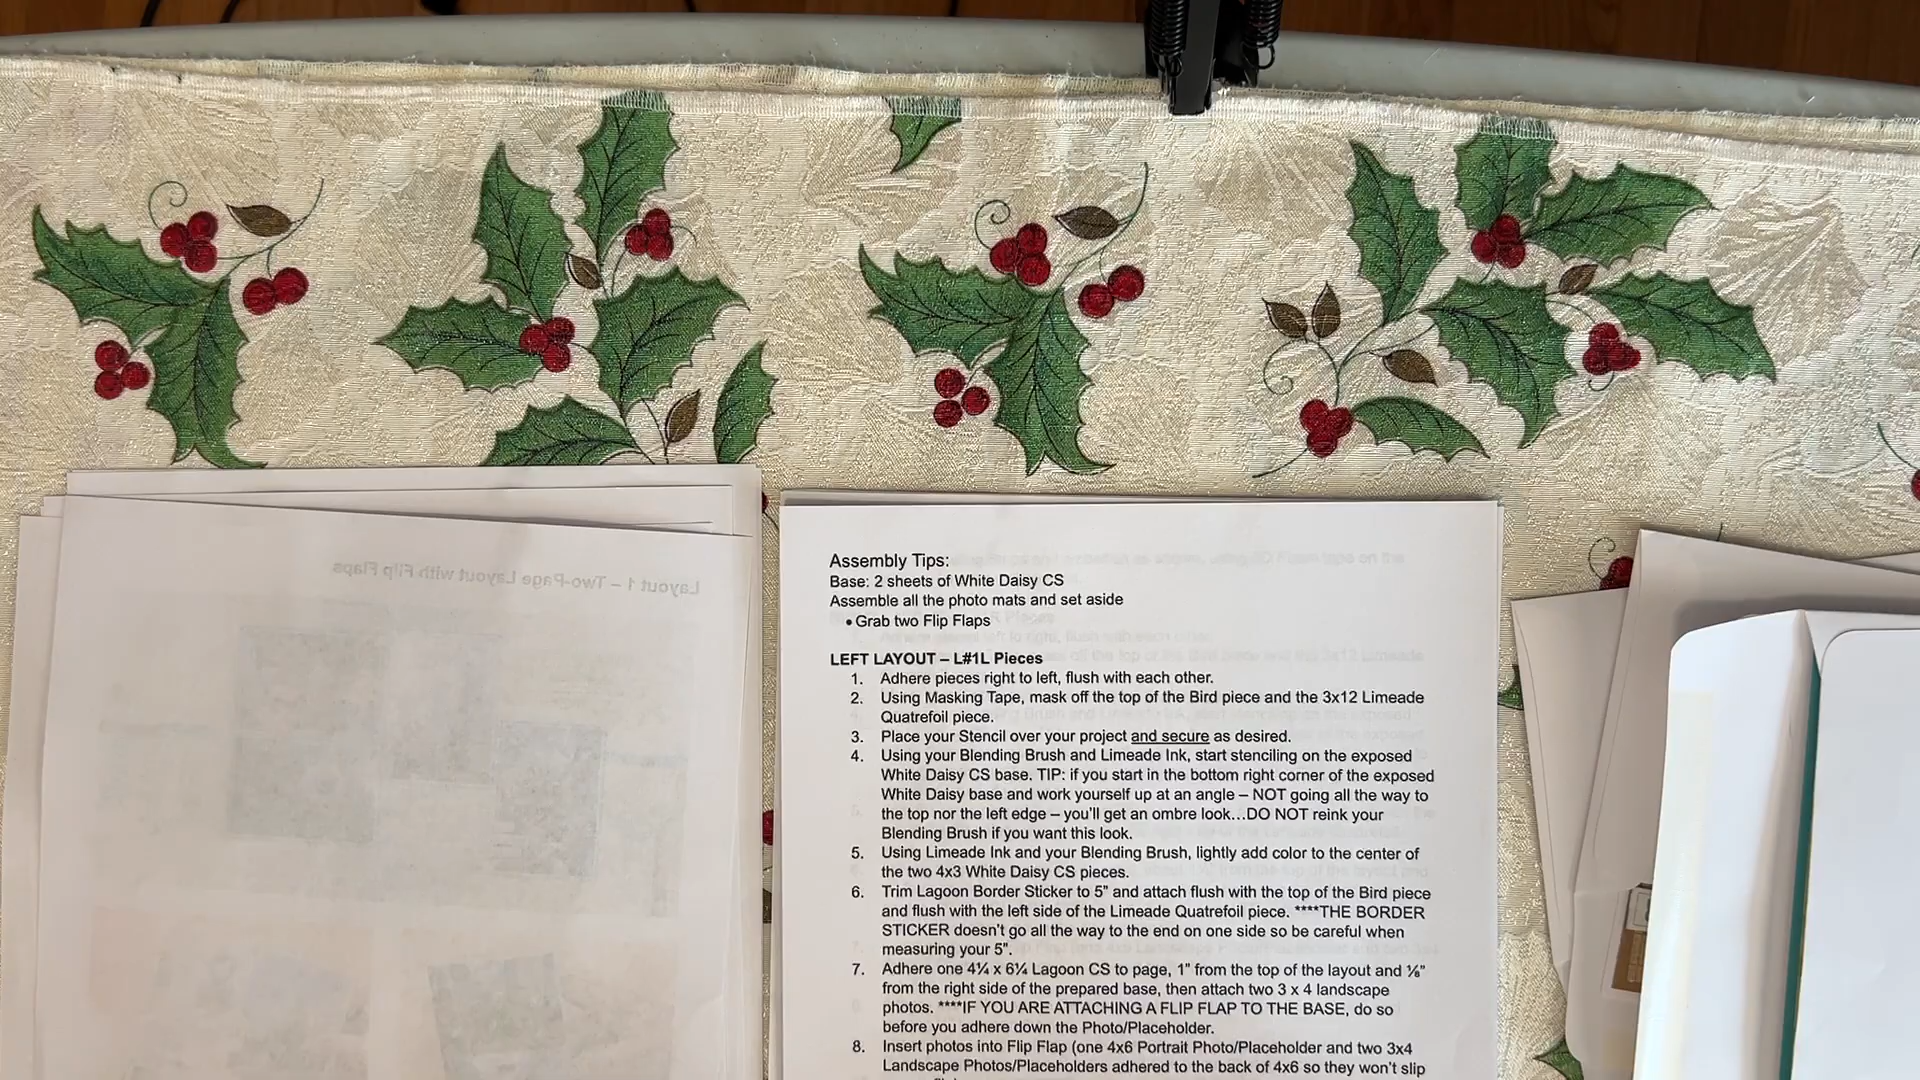 Layout 1 – Two-Page Layout with Flip Flaps
Assembly Tips:
Base: 2 sheets of White Daisy CS
Assemble all the photo mats and set aside
• Grab two Flip Flaps
LEFT LAYOUT – L#1L Pieces
1. Adhere pieces right to left, flush with each other.
2. Using Masking Tape, mask off the top of the Bird piece and the 3x12 Limeade
Quatrefoil piece.
3. Place your Stencil over your project and secure as desired.
4. Using your Blending Brush and Limeade Ink, start stenciling on the exposed
White Daisy CS base. TIP: if you start in the bottom right corner of the exposed
White Daisy base and work yourself up at an angle – NOT going all the way to
the top nor the left edge – you'll get an ombre look…DO NOT reink your
Blending Brush if you want this look.
5. Using Limeade Ink and your Blending Brush, lightly add color to the center of
the two 4x3 White Daisy CS pieces.
6. Trim Lagoon Border Sticker to 5” and attach flush with the top of the Bird piece
and flush with the left side of the Limeade Quatrefoil piece. ****THE BORDER
STICKER doesn't go all the way to the end on one side so be careful when
measuring your 5”.
7. Adhere one 4¼ x 6¼ Lagoon CS to page, 1” from the top of the layout and ⅛”
from the right side of the prepared base, then attach two 3 x 4 landscape
photos. ****IF YOU ARE ATTACHING A FLIP FLAP TO THE BASE, do so
before you adhere down the Photo/Placeholder.
8. Insert photos into Flip Flap (one 4x6 Portrait Photo/Placeholder and two 3x4
Landscape Photos/Placeholders adhered to the back of 4x6 so they won't slip